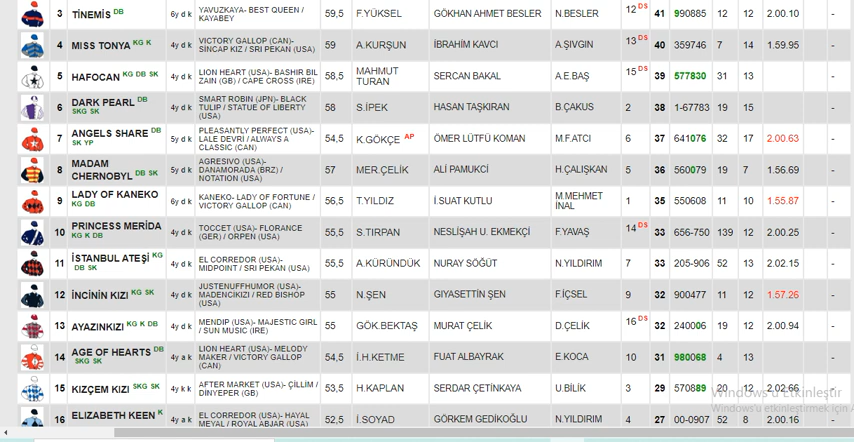 3 TİNEMİS DB 6y d k YAVUZKAYA- BEST QUEEN / KAYABEY 59,5 F.YÜKSEL GÖKHAN AHMET BESLER N.BESLER 12 DS 41 990885 12 12 2.00.10 -
4 MISS TONYA KG K 4y d k VICTORY GALLOP (CAN)- SİNCAP KIZ / SRI PEKAN (USA) 59 A.KURŞUN İBRAHİM KAVCI A.ŞIVGIN 13 DS 40 359746 7 14 1.59.95 -
5 HAFOCAN KG DB SK 4y d k LION HEART (USA)- BASHIR BIL ZAIN (GB) / CAPE CROSS (IRE) 58,5 MAHMUT TURAN SERCAN BAKAL A.E.BAŞ 15 DS 39 577830 31 13 -
6 DARK PEARL DB SKG SK 4y d k SMART ROBIN (JPN)- BLACK TULIP / STATUE OF LIBERTY (USA) 58 S.İPEK HASAN TAŞKIRAN B.ÇAKUS 2 38 1-67783 19 15 -
7 ANGELS SHARE DB SK YP 5y d k PLEASANTLY PERFECT (USA)- LALE DEVRİ / ALWAYS A CLASSIC (CAN) 54,5 K.GÖKÇE AP ÖMER LÜTFÜ KOMAN M.F.ATCI 6 37 641076 32 17 2.00.63 -
8 MADAM CHERNOBYL DB SK 5y d k AGRESIVO (USA)- DANAMORADA (BRZ) / NOTATION (USA) 57 MER.ÇELİK ALİ PAMUKCİ H.ÇALIŞKAN 5 36 560079 19 7 1.56.69 -
9 LADY OF KANEKO KG DB 6y d k KANEKO- LADY OF FORTUNE / VICTORY GALLOP (CAN) 56,5 T.YILDIZ İ.SUAT KUTLU M.MEHMET İNAL 1 35 550608 11 10 1.55.87 -
10 PRINCESS MERİDA KG K DB 4y d k TOCCET (USA)- FLORANCE (GER) / ORPEN (USA) 55,5 S.TIRPAN NESLİŞAH U. EKMEKÇİ F.YAVAŞ 14 DS 33 656-750 139 12 2.00.25 -
11 İSTANBUL ATEŞİ KG DB SK 4y d k EL CORREDOR (USA)- MIDPOINT / SRI PEKAN (USA) 55,5 A.KÜRÜNDÜK NURAY SÖĞÜT N.YILDIRIM 7 33 205-906 52 13 2.02.15 -
12 İNCİNİN KIZI KG SK 4y d k JUSTENUFFHUMOR (USA)- MADENCIKIZI / RED BISHOP (USA) 55 N.ŞEN GIYASETTİN ŞEN F.İÇSEL 9 32 900477 11 12 1.57.26 -
13 AYAZINKIZI KG K DB 4y d k MENDIP (USA)- MAJESTIC GIRL / SUN MUSIC (IRE) 55 GÖK.BEKTAŞ MURAT ÇELİK D.ÇELİK 16 DS 32 240006 19 12 2.00.94 -
14 AGE OF HEARTS DB SKG SK 4y a k LION HEART (USA)- MELODY MAKER / VICTORY GALLOP (CAN) 54,5 İ.H.KETME FUAT ALBAYRAK E.KOCA 10 31 980068 4 13 -
15 KIZÇEM KIZI SKG SK 4y k k AFTER MARKET (USA)- ÇİLLİM / DINYEPER (USA) 53,5 H.KAPLAN SERDAR ÇETİNKAYA U.BİLİK 3 29 570889 20 12 2.02.66 -
Windows'u Etkinleştir
Windows'u etkinleştirmek için A
16 ELIZABETH KEEN K 4y a k EL CORREDOR (USA)- HAYAL MEYAL / ROYAL ABJAR (USA) 52,5 İ.SOYAD GÖRKEM GEDİKOĞLU N.YILDIRIM 4 27 00-0907 52 8 2.00.16 -